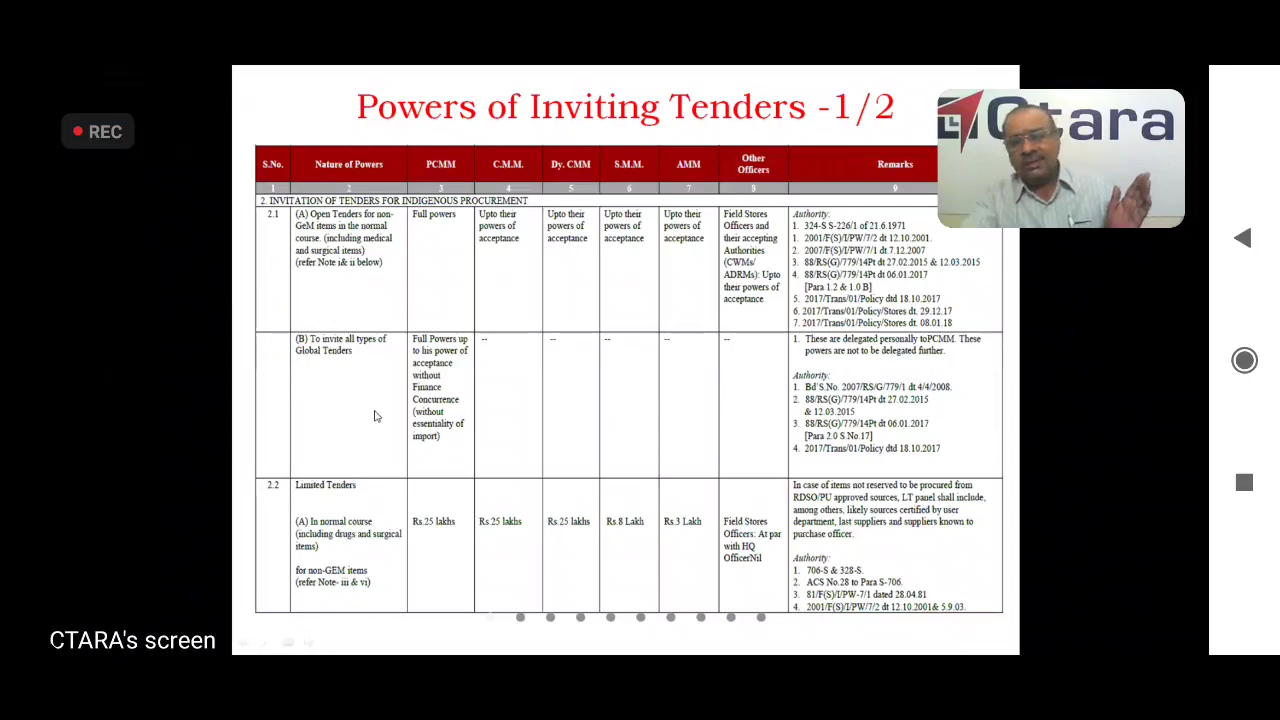 Powers of Inviting Tenders -1/2
Ctara
REC
S.No.
Nature of Powers
PCMM
C.M.M.
Dy. CMM
S.M.M.
AMM
Other
Officers
Remarks
1
2
3
4
5
6
7
8
9
2. INVITATION OF TENDERS FOR INDIGENOUS PROCUREMENT
2.1
(A) Open Tenders for non-
GeM items in the normal
course. (including medical
and surgical items)
(refer Note i& ii below)
Full powers
Upto their
powers of
acceptance
Upto their
powers of
acceptance
Upto their
powers of
acceptance
Upto their
powers of
acceptance
Field Stores
Officers and
their accepting
Authorities
(CWMs/
ADRMs): Upto
their powers of
acceptance
Authority:
1. 324-S S-226/1 of 21.6.1971
1. 2001/F(S)/I/PW/7/2 dt 12.10.2001.
2. 2007/F(S)/I/PW/7/1 dt.7.12.2007
3. 88/RS(G)/779/14Pt dt 27.02.2015 & 12.03.2015
4. 88/RS(G)/779/14Pt dt 06.01.2017
[Para 1.2 & 1.0 B]
5. 2017/Trans/01/Policy dtd 18.10.2017
6. 2017/Trans/01/Policy/Stores dt. 29.12.17
7. 2017/Trans/01/Policy/Stores dt. 08.01.18
(B) To invite all types of
Global Tenders
Full Powers up
to his power of
acceptance
without
Finance
Concurrence
(without
essentiality of
import)
--
--
--
--
--
1. These are delegated personally toPCMM. These
powers are not to be delegated further.
Authority:
1. Bd'S.No. 2007/RS/G/779/1 dt.4/4/2008.
2. 88/RS(G)/779/14Pt dt 27.02.2015
& 12.03.2015
3. 88/RS(G)/779/14Pt dt 06.01.2017
[Para 2.0 S.No.17]
4. 2017/Trans/01/Policy dtd 18.10.2017
2.2
Limited Tenders
(A) In normal course
(including drugs and surgical
items)
for non-GEM items
(refer Note- iii & vi)
Rs.25 lakhs
Rs.25 lakhs
Rs.25 lakhs
Rs.8 Lakh
Rs.3 Lakh
Field Stores
Officers: At par
with HQ
OfficerNil
In case of items not reserved to be procured from
RDSO/PU approved sources, LT panel shall include,
among others, likely sources certified by user
department, last suppliers and suppliers known to
purchase officer.
Authority:
1. 706-S & 328-S.
2. ACS No.28 to Para S-706.
3. 81/F(S)/I/PW-7/1 dated 28.04.81
4. 2001/F(S)/I/PW/7/2 dt 12.10.2001& 5.9.03.
CTARA's screen